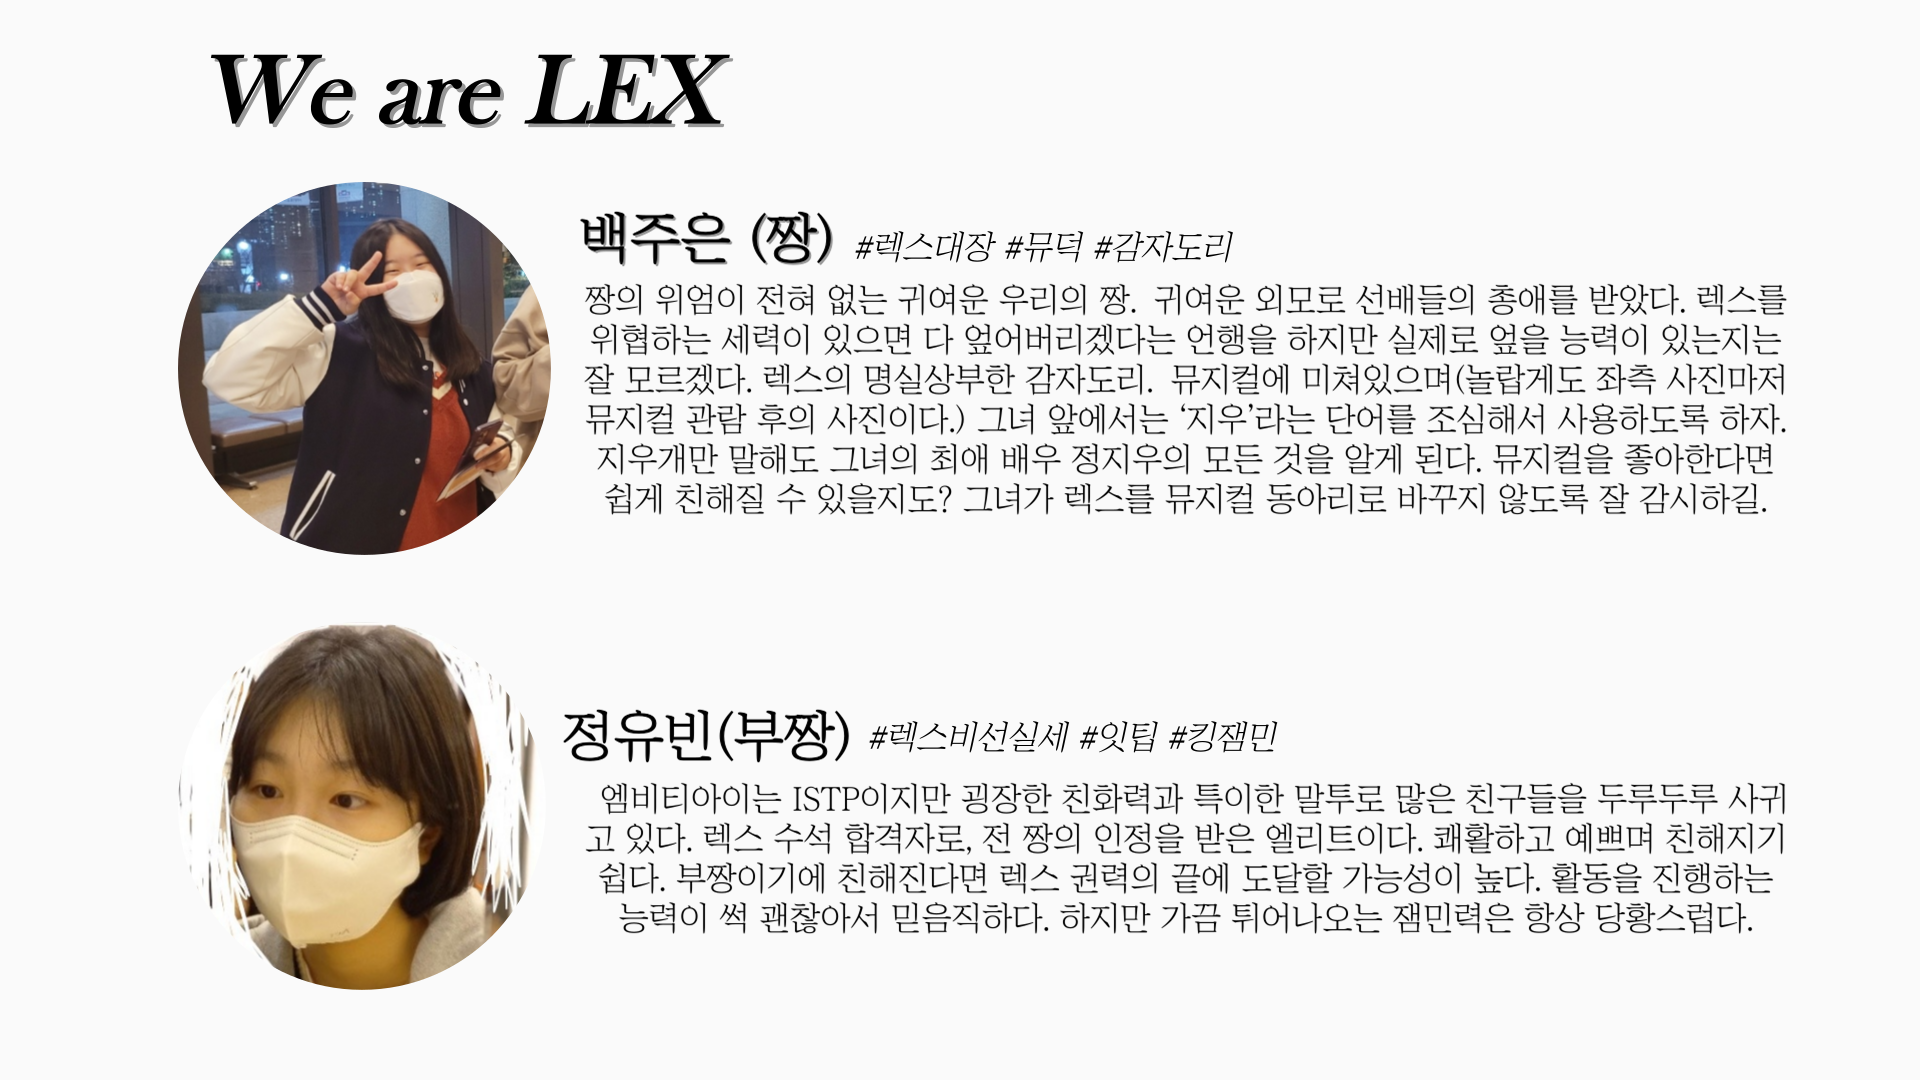 We are LEX
백주은 (짱) #렉스대장 #뮤덕 #감자도리
짱의 위엄이 전혀 없는 귀여운 우리의 짱. 귀여운 외모로 선배들의 총애를 받았다. 렉스를
위협하는 세력이 있으면 다 엎어버리겠다는 언행을 하지만 실제로 엎을 능력이 있는지는
잘 모르겠다. 렉스의 명실상부한 감자도리. 뮤지컬에 미쳐있으며(놀랍게도 좌측 사진마저
뮤지컬 관람 후의 사진이다.) 그녀 앞에서는 ‘지우’라는 단어를 조심해서 사용하도록 하자.
지우개만 말해도 그녀의 최애 배우 정지우의 모든 것을 알게 된다. 뮤지컬을 좋아한다면
쉽게 친해질 수 있을지도? 그녀가 렉스를 뮤지컬 동아리로 바꾸지 않도록 잘 감시하길.
정유빈(부짱) #렉스비선실세 #잇팁 #킹잼민
엠비티아이는 ISTP이지만 굉장한 친화력과 특이한 말투로 많은 친구들을 두루두루 사귀
고 있다. 렉스 수석 합격자로, 전 짱의 인정을 받은 엘리트이다. 쾌활하고 예쁘며 친해지기
쉽다. 부짱이기에 친해진다면 렉스 권력의 끝에 도달할 가능성이 높다. 활동을 진행하는
능력이 썩 괜찮아서 믿음직하다. 하지만 가끔 튀어나오는 잼민력은 항상 당황스럽다.